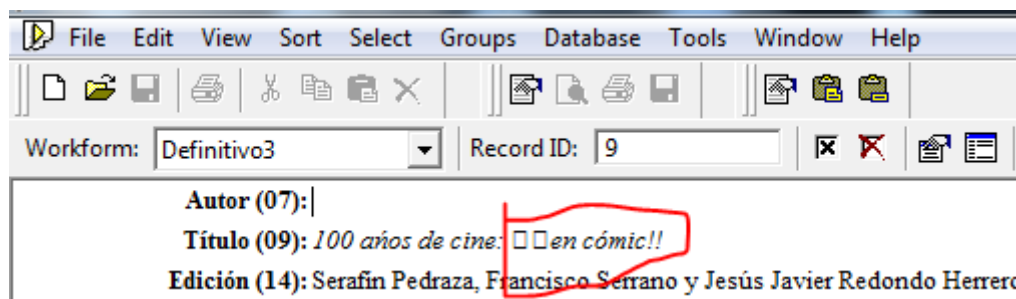 File Edit View Sort Select Groups Database Tools Window Help
Workform: Definitivo3 Record ID: 9
Autor (07):
Título (09): 100 años de cine: □□en cómic!!
Edición (14): Serafín Pedraza, Francisco Serrano y Jesús Javier Redondo Herrero